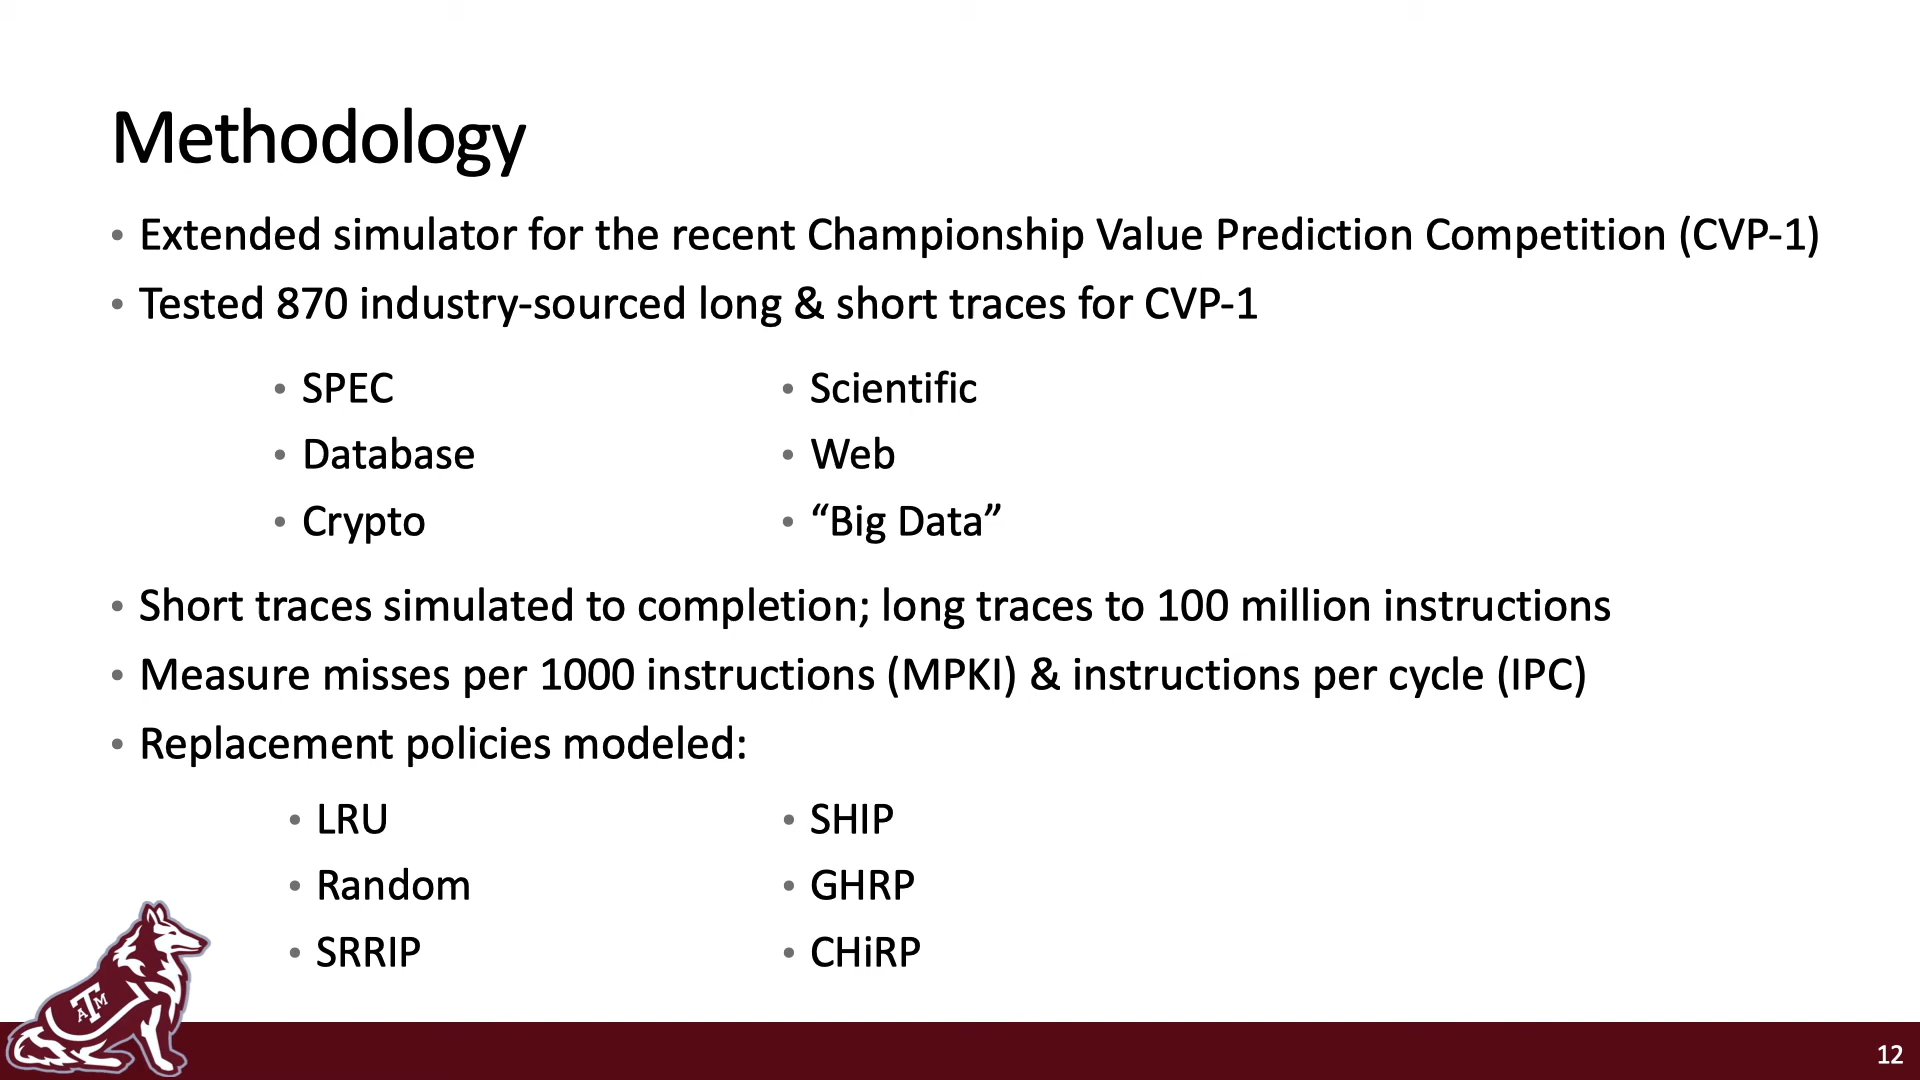 Methodology
• Extended simulator for the recent Championship Value Prediction Competition (CVP-1)
• Tested 870 industry-sourced long & short traces for CVP-1
• SPEC
• Database
• Crypto
• Scientific
• Web
• “Big Data”
• Short traces simulated to completion; long traces to 100 million instructions
• Measure misses per 1000 instructions (MPKI) & instructions per cycle (IPC)
• Replacement policies modeled:
• LRU
• Random
• SRRIP
• SHIP
• GHRP
• CHiRP
ATM
12